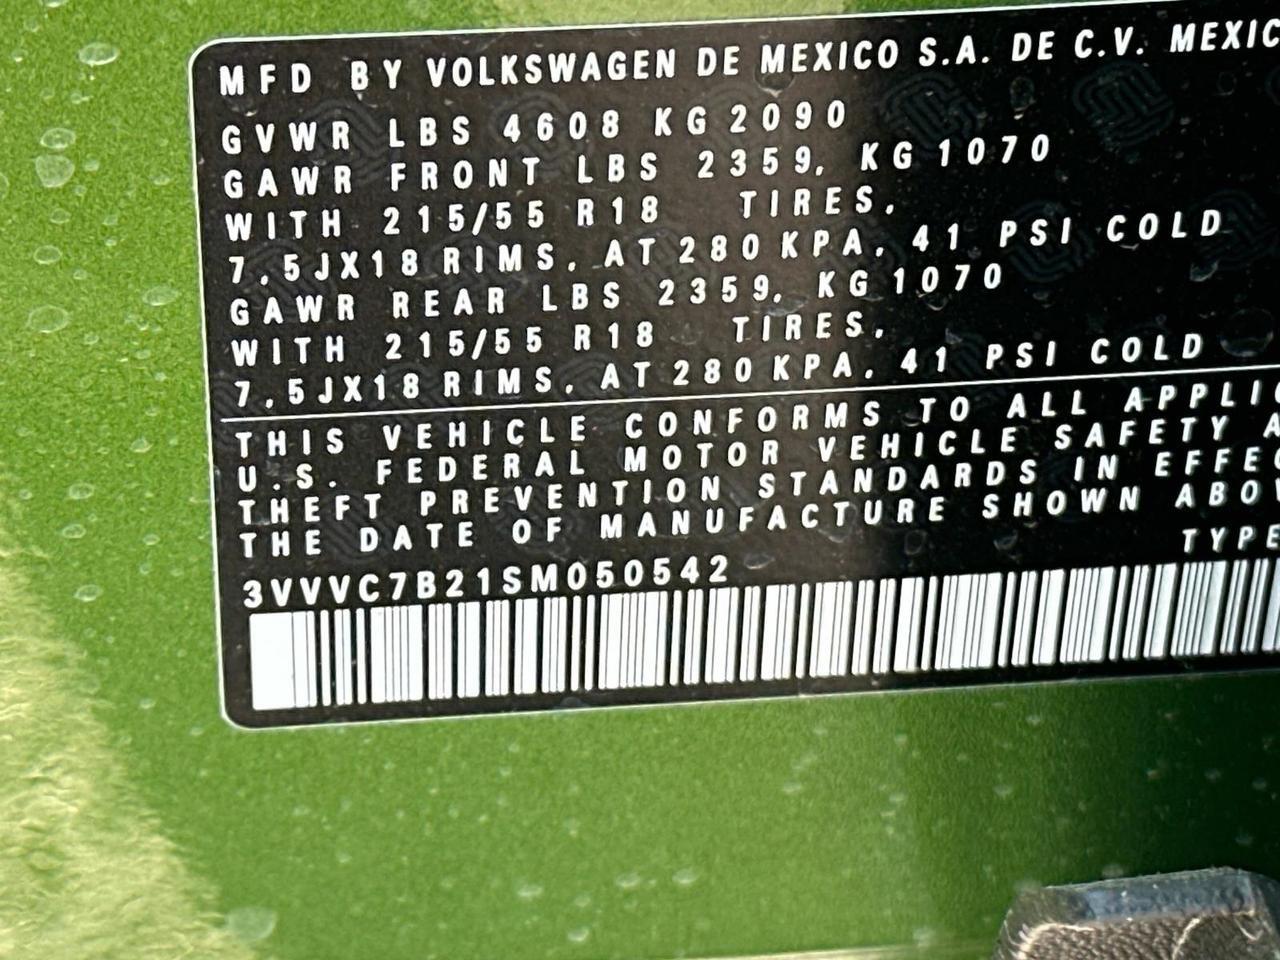 MFD BY VOLKSWAGEN DE MEXICO S.A. DE C.V. MEXIC
GVWR LBS 4608 KG 2090
GAWR FRONT LBS 2359, KG 1070
WITH 215/55 R18 TIRES,
7,5JX18 RIMS, AT 280 KPA, 41 PSI COLD
GAWR REAR LBS 2359, KG 1070
WITH 215/55 R18 TIRES,
7,5JX18 RIMS, AT 280 KPA, 41 PSI COLD
THIS VEHICLE CONFORMS TO ALL APPLIC
U.S. FEDERAL MOTOR VEHICLE SAFETY A
THEFT PREVENTION STANDARDS IN EFFEC
THE DATE OF MANUFACTURE SHOWN ABOV
3VVVC7B21SM050542 TYPE